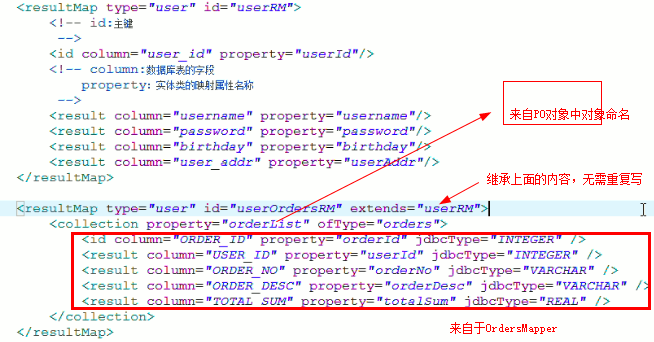 <resultMap type="user" id="userRM">
<!-- id:主键
-->
<id column="user_id" property="userId"/>
<!-- column:数据库表的字段
property: 实体类的映射属性名称
-->
<result column="username" property="username"/>
<result column="password" property="password"/>
<result column="birthday" property="birthday"/>
<result column="user_addr" property="userAddr"/>
</resultMap>
来自PO对象中对象命名
继承上面的内容，无需重复写
<resultMap type="user" id="userOrdersRM" extends="userRM">
<collection property="orderList" ofType="orders">
<id column="ORDER_ID" property="orderId" jdbcType="INTEGER" />
<result column="USER_ID" property="userId" jdbcType="INTEGER" />
<result column="ORDER_NO" property="orderNo" jdbcType="VARCHAR" />
<result column="ORDER_DESC" property="orderDesc" jdbcType="VARCHAR" />
<result column="TOTAL_SUM" property="totalSum" jdbcType="REAL" />
</collection>
来自于OrdersMapper
</resultMap>